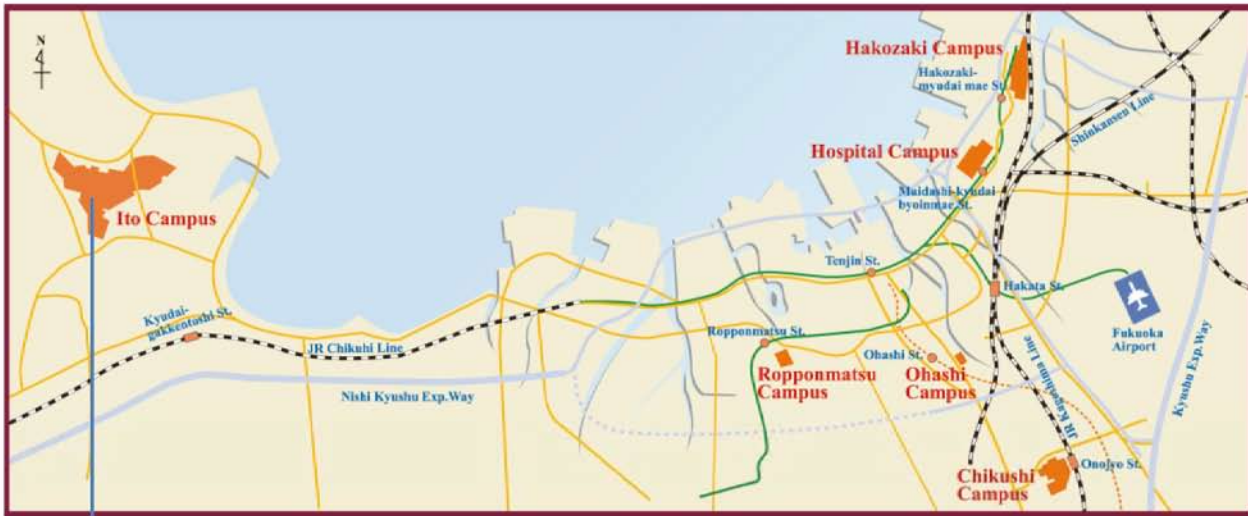 N
Hakozaki Campus
Hakozaki-
myudai mae St.
Shinkansen Line
Hospital Campus
Maidashi-kyudai
byoinmae St.
Ito Campus
Tenjin St.
Hakata St.
Kyudai-
gakkentoshi St.
JR Chikuhi Line
Ropponmatsu St.
Ohashi St.
Fukuoka
Airport
Ropponmatsu
Campus
Ohashi
Campus
Nishi Kyushu Exp.Way
JR Kagoshima Line
Kyushu Exp.Way
Chikushi
Campus
Onojyo St.